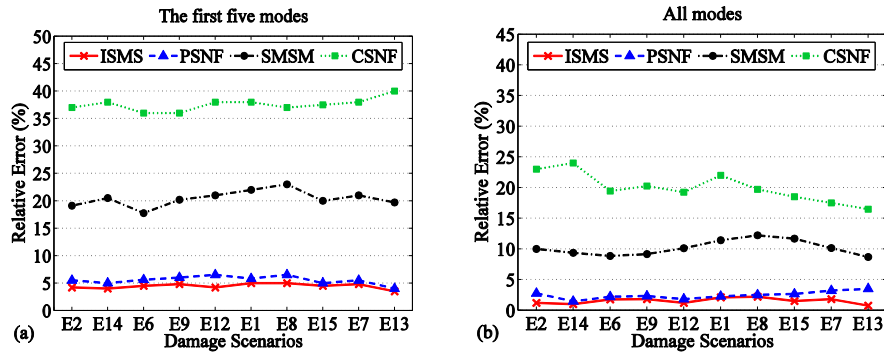 The first five modes
50
45
40
35
30
25
20
15
10
5
0
Relative Error (%)
ISMS PSNF SMSM CSNF
E2 E14 E6 E9 E12 E1 E8 E15 E7 E13
Damage Scenarios
(a)
All modes
45
40
35
30
25
20
15
10
5
0
Relative Error (%)
ISMS PSNF SMSM CSNF
E2 E14 E6 E9 E12 E1 E8 E15 E7 E13
Damage Scenarios
(b)